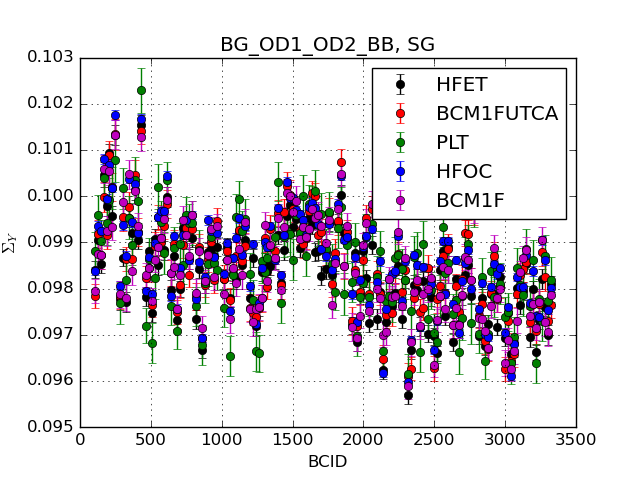 BG_OD1_OD2_BB, SG
0.103
0.102
0.101
0.100
0.099
0.098
0.097
0.096
0.095
Σ_Y
HFET
BCM1FUTCA
PLT
HFOC
BCM1F
0 500 1000 1500 2000 2500 3000 3500
BCID